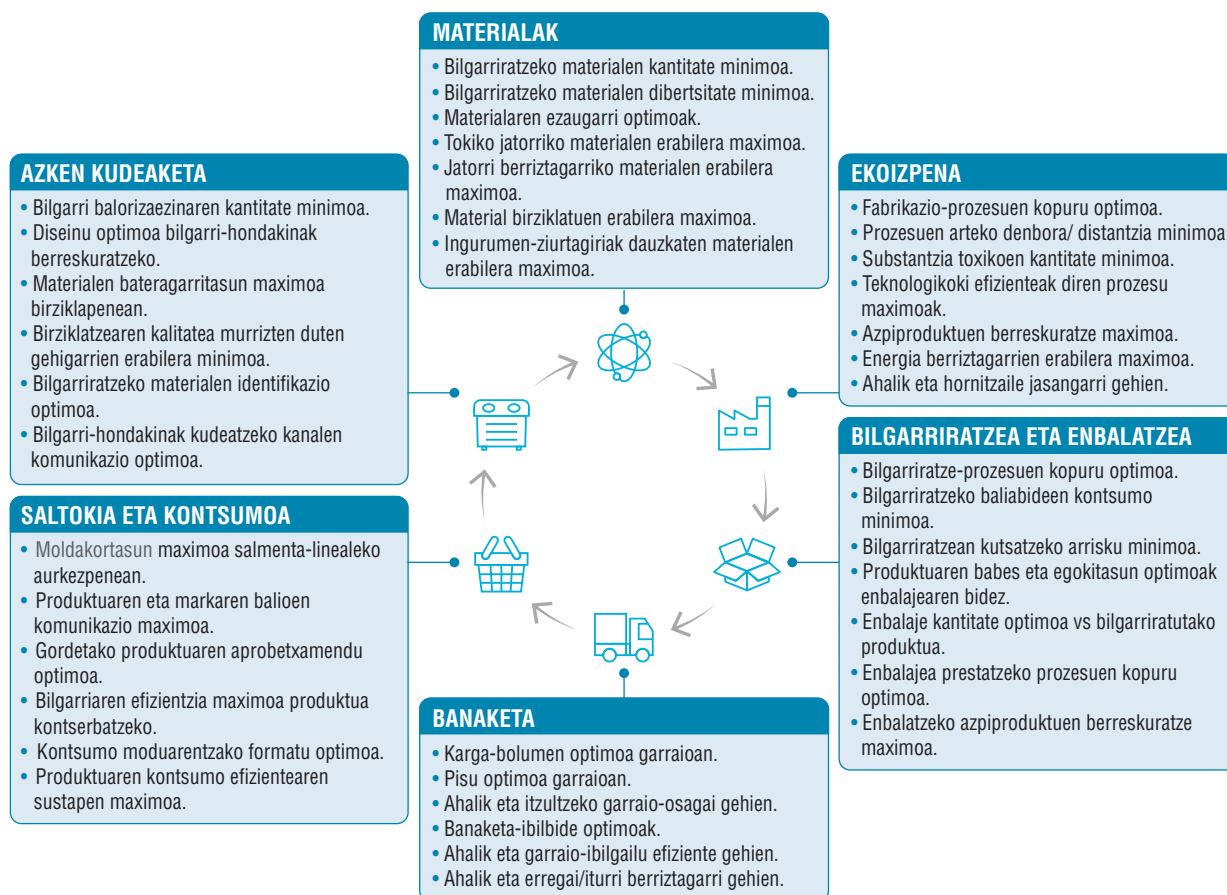 MATERIALAK
• Bilgarriratzeko materialen kantitate minimoa.
• Bilgarriratzeko materialen dibertsitate minimoa.
• Materialaren ezaugarri optimoak.
• Tokiko jatorriko materialen erabilera maximoa.
• Jatorri berriztagarriko materialen erabilera
maximoa.
• Material birziklatuen erabilera maximoa.
• Ingurumen-ziurtagiriak dauzkaten materialen
erabilera maximoa.
EKOIZPENA
• Fabrikazio-prozesuen kopuru optimoa.
• Prozesuen arteko denbora/ distantzia minimoa
• Substantzia toxikoen kantitate minimoa.
• Teknologikoki efizienteak diren prozesu
maximoak.
• Azpiproduktuen berreskuratze maximoa.
• Energia berriztagarrien erabilera maximoa.
• Ahalik eta hornitzaile jasangarri gehien.
BILGARRIRATZEA ETA ENBALATZEA
• Bilgarriratze-prozesuen kopuru optimoa.
• Bilgarriratzeko baliabideen kontsumo
minimoa.
• Bilgarriratzean kutsatzeko arrisku minimoa.
• Produktuaren babes eta egokitasun optimoak
enbalajearen bidez.
• Enbalaje kantitate optimoa vs bilgarriratutako
produktua.
• Enbalajea prestatzeko prozesuen kopuru
optimoa.
• Enbalatzeko azpiproduktuen berreskuratze
maximoa.
BANAKETA
• Karga-bolumen optimoa garraioan.
• Pisu optimoa garraioan.
• Ahalik eta itzultzeko garraio-osagai gehien.
• Banaketa-ibilbide optimoak.
• Ahalik eta garraio-ibilgailu efiziente gehien.
• Ahalik eta erregai/iturri berriztagarri gehien.
SALTOKIA ETA KONTSUMOA
• Moldakortasun maximoa salmenta-linealeko
aurkezpenean.
• Produktuaren eta markaren balioen
komunikazio maximoa.
• Gordetako produktuaren aprobetxamendu
optimoa.
• Bilgarriaren efizientzia maximoa produktua
kontserbatzeko.
• Kontsumo moduarentzako formatu optimoa.
• Produktuaren kontsumo efizientearen
sustapen maximoa.
AZKEN KUDEAKETA
• Bilgarri balorizaezinaren kantitate minimoa.
• Diseinu optimoa bilgarri-hondakinak
berreskuratzeko.
• Materialen bateragarritasun maximoa
birziklapenean.
• Birziklatzearen kalitatea murrizten duten
gehigarrien erabilera minimoa.
• Bilgarriratzeko materialen identifikazio
optimoa.
• Bilgarri-hondakinak kudeatzeko kanalen
komunikazio optimoa.